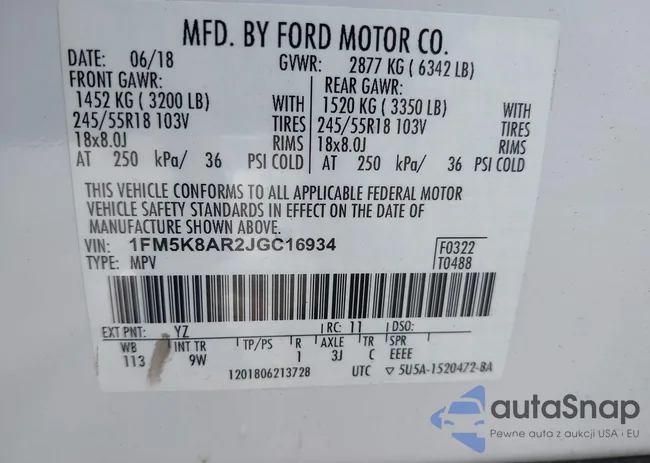 MFD. BY FORD MOTOR CO.
DATE: 06/18 GVWR: 2877 KG ( 6342 LB)
FRONT GAWR: REAR GAWR:
1452 KG ( 3200 LB) WITH 1520 KG ( 3350 LB) WITH
245/55R18 103V TIRES 245/55R18 103V TIRES
18x8.0J RIMS 18x8.0J RIMS
AT 250 kPa/ 36 PSI COLD AT 250 kPa/ 36 PSI COLD
THIS VEHICLE CONFORMS TO ALL APPLICABLE FEDERAL MOTOR
VEHICLE SAFETY STANDARDS IN EFFECT ON THE DATE OF
MANUFACTURE SHOWN ABOVE.
VIN: 1FM5K8AR2JGC16934 F0322
TYPE: MPV T0488
EXT PNT: YZ RC: 11 DSO:
WB INT TR TP/PS R AXLE TR SPR
113 9W 1 3J C EEEE
1201806213728 UTC ▽ 5U5A-1520472-BA
autaSnap
Pewne auta z aukcji USA i EU